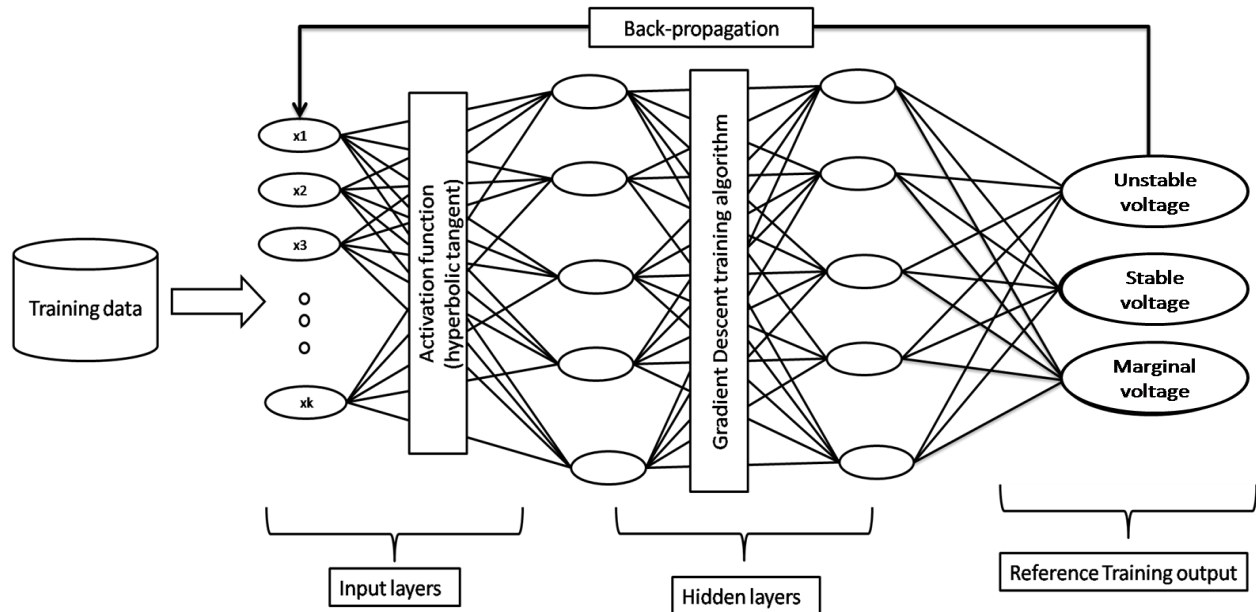 Back-propagation
x1
x2
x3
xk
Training data
Activation function
(hyperbolic tangent)
Gradient Descent training algorithm
Unstable
voltage
Stable
voltage
Marginal
voltage
Input layers
Hidden layers
Reference Training output